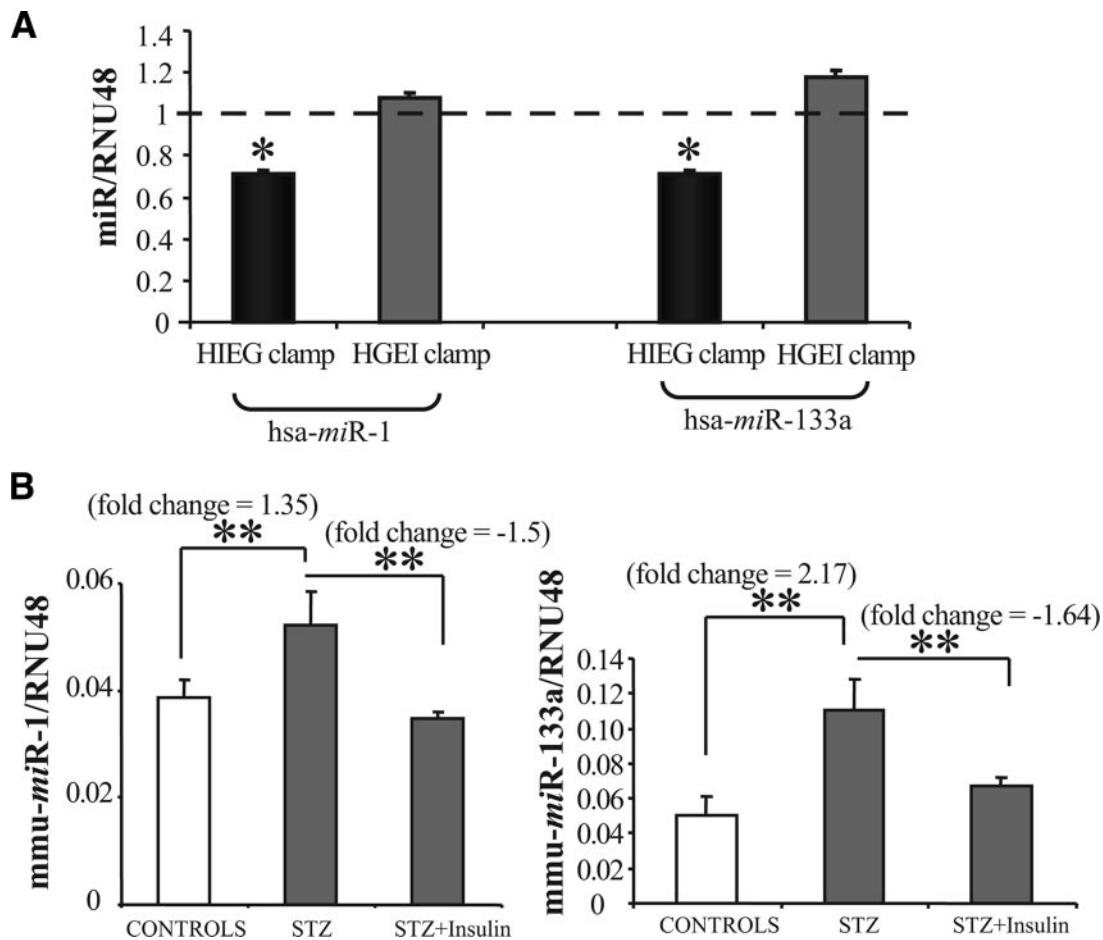 A
miR/RNU48
1.4
1.2
1
0.8
0.6
0.4
0.2
0
*
*
HIEG clamp HGEI clamp HIEG clamp HGEI clamp
hsa-miR-1
hsa-miR-133a
B
(fold change = 1.35)
**
(fold change = -1.5)
**
mmu-miR-1/RNU48
0.06
0.04
0.02
0
CONTROLS STZ STZ+Insulin
(fold change = 2.17)
**
(fold change = -1.64)
**
mmu-miR-133a/RNU48
0.14
0.12
0.10
0.08
0.06
0.04
0.02
0
CONTROLS STZ STZ+Insulin